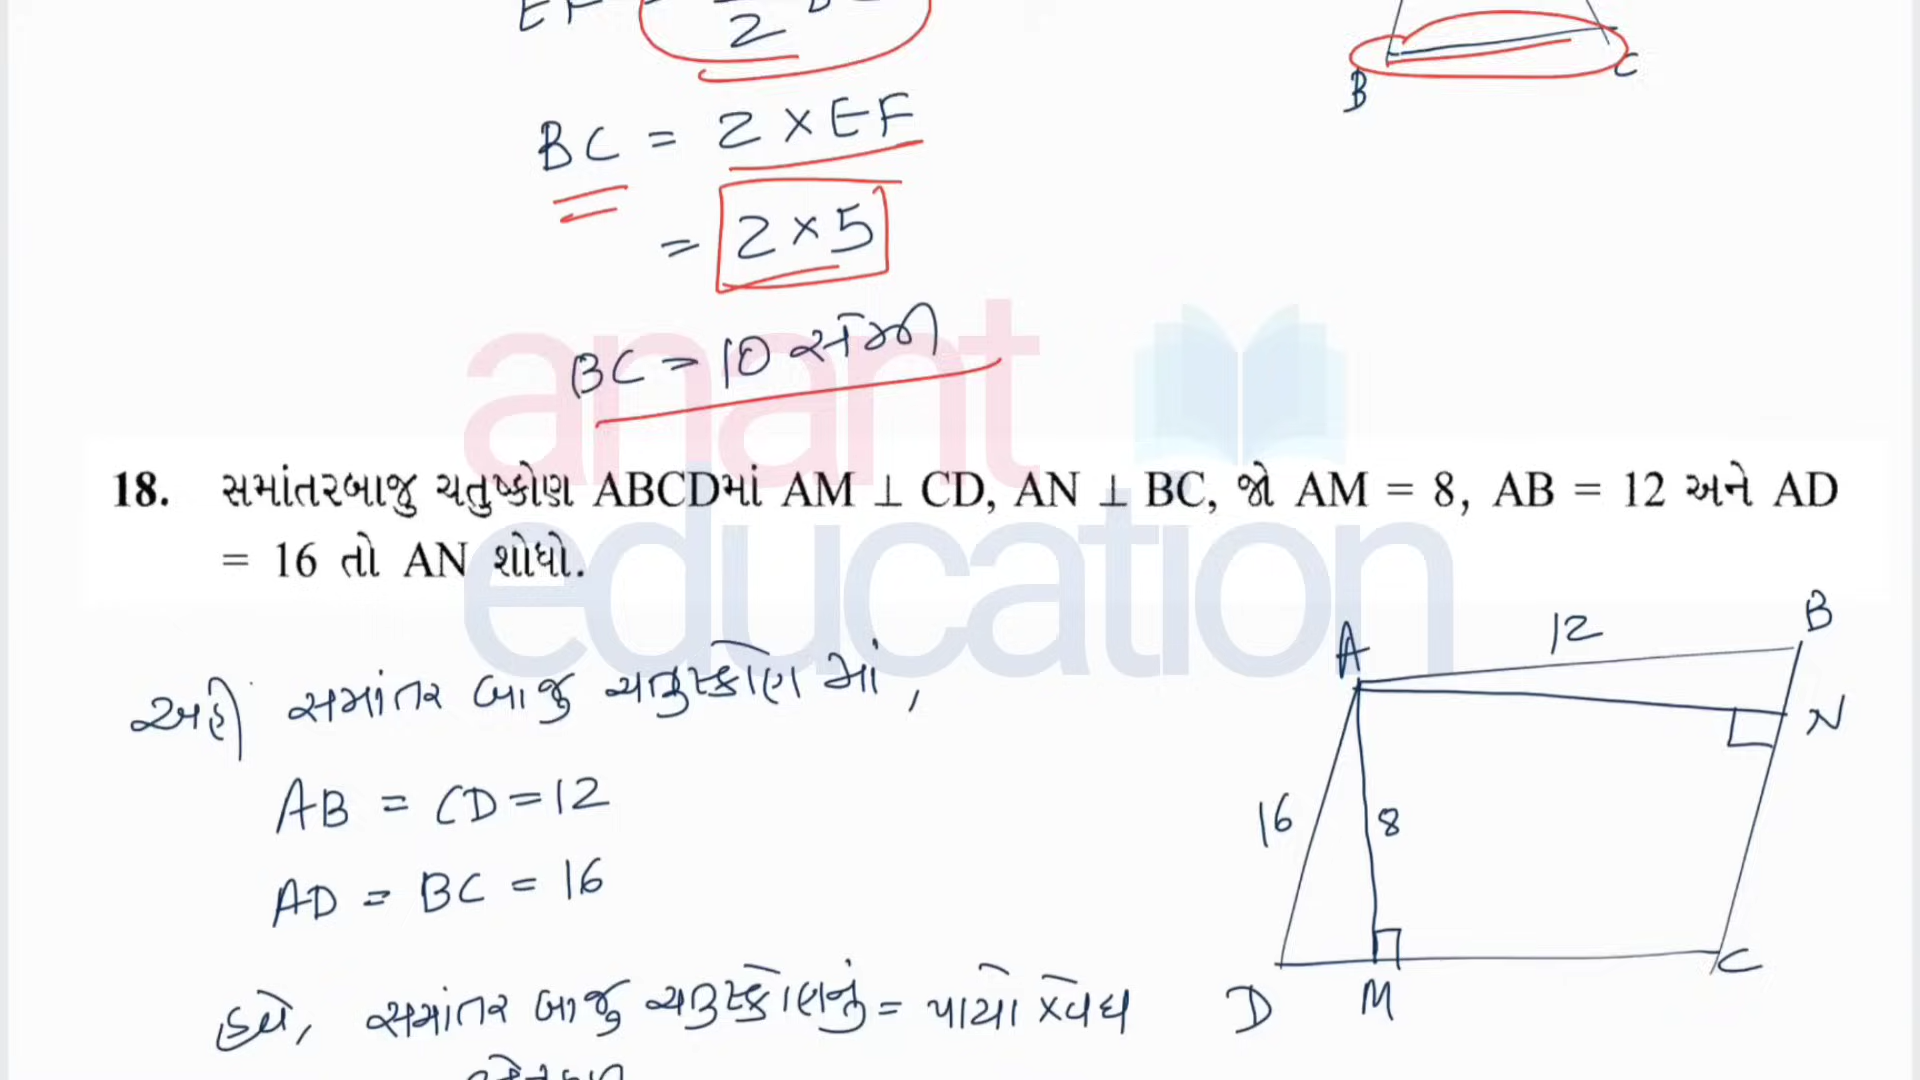 EF = 2
B C
BC = 2 × EF
= 2 × 5
BC = 10 સેમી
anant
education
18. સમાંતરબાજુ ચતુષ્કોણ ABCDમાં AM ⊥ CD, AN ⊥ BC, જો AM = 8, AB = 12 અને AD
= 16 તો AN શોધો.
અહીં સમાંતર બાજુ ચતુષ્કોણ માં,
AB = CD = 12
AD = BC = 16
હવે, સમાંતર બાજુ ચતુષ્કોણનું = પાયો × વેધ
A 12 B
N
16 8
D M C